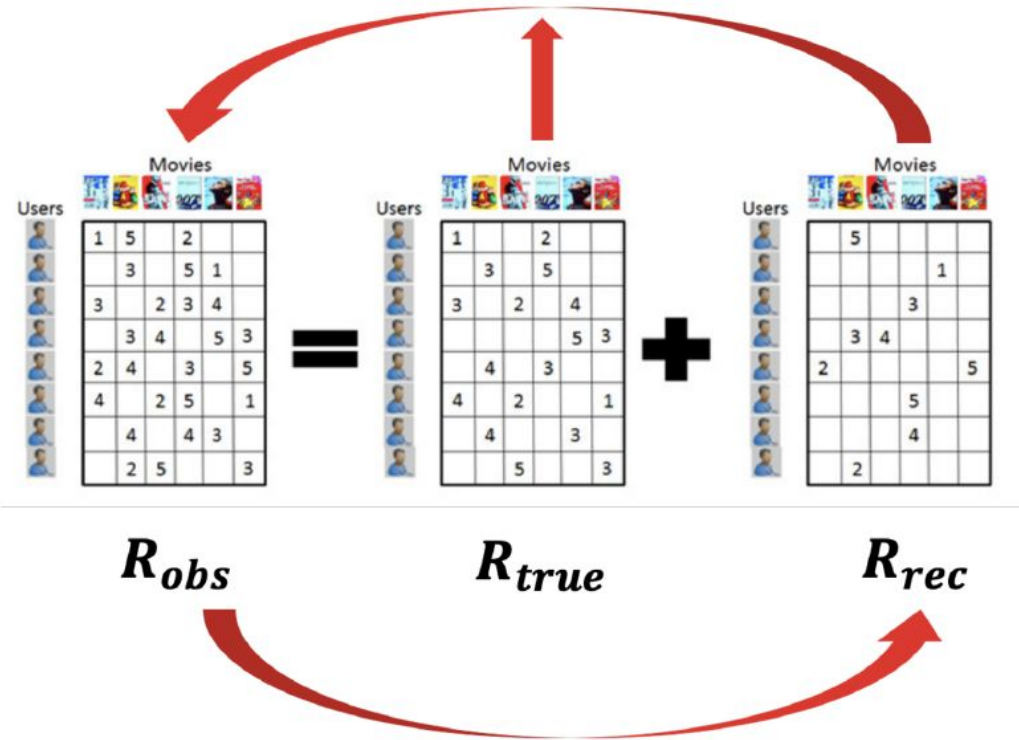 Movies Movies Movies
Users Users Users
1 5 2 1 2 5
3 5 1 3 5 1
3 2 3 4 3 2 4 3
3 4 5 3 = 5 3 + 3 4
2 4 3 5 4 3 2 5
4 2 5 1 4 2 1 5
4 4 3 4 3 4
2 5 3 5 3 2
R_obs R_true R_rec